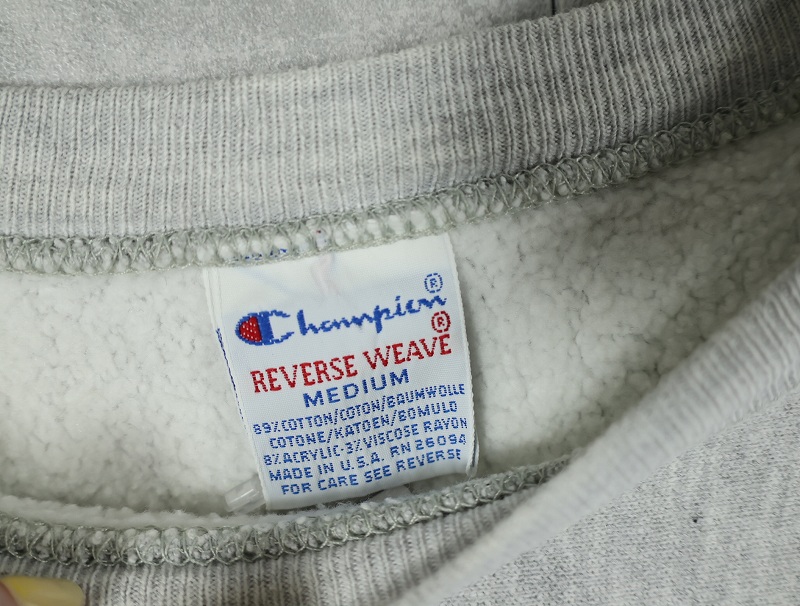 Champion®
REVERSE WEAVE®
MEDIUM
89%COTTON/COTON/BAUMWOLLE
COTONE/KATOEN/BOMULD
8%ACRYLIC-3%VISCOSE RAYON
MADE IN U.S.A. RN 26094
FOR CARE SEE REVERSE